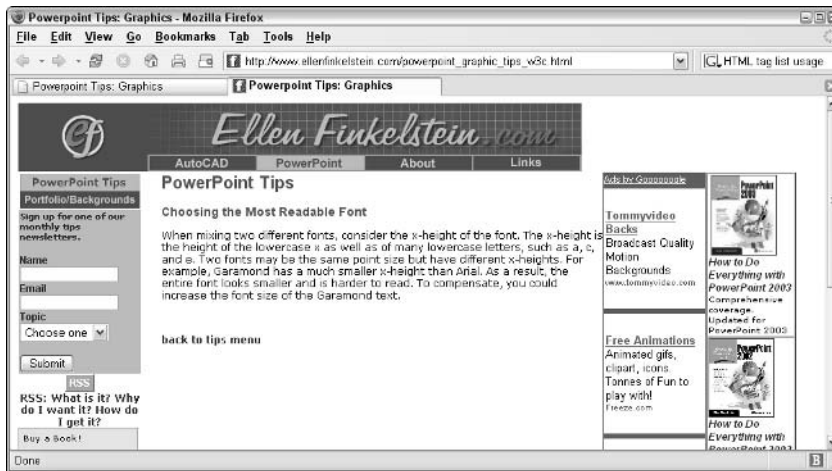 Powerpoint Tips: Graphics - Mozilla Firefox
File Edit View Go Bookmarks Tab Tools Help
http://www.ellenfinkelstein.com/powerpoint_graphic_tips_w3c.html
G HTML tag list usage
Powerpoint Tips: Graphics
Powerpoint Tips: Graphics
ef
Ellen Finkelstein.com
AutoCAD PowerPoint About Links
PowerPoint Tips
Portfolio/Backgrounds
Sign up for one of our
monthly tips
newsletters.
Name
Email
Topic
Choose one
Submit
RSS
RSS: What is it? Why
do I want it? How do
I get it?
Buy a Book!
PowerPoint Tips
Choosing the Most Readable Font
When mixing two different fonts, consider the x-height of the font. The x-height is
the height of the lowercase x as well as of many lowercase letters, such as a, c,
and e. Two fonts may be the same point size but have different x-heights. For
example, Garamond has a much smaller x-height than Arial. As a result, the
entire font looks smaller and is harder to read. To compensate, you could
increase the font size of the Garamond text.
back to tips menu
Ads by Goooooogle
Tommyvideo
Backs
Broadcast Quality
Motion
Backgrounds
www.tommyvideo.com
Free Animations
Animated gifs,
clipart, icons.
Tonnes of Fun to
play with!
Freeze.com
PowerPoint
2003
How to Do
Everything with
PowerPoint 2003
Comprehensive
coverage.
Updated for
PowerPoint 2003
PowerPoint
2002
How to Do
Everything with
PowerPoint 2002
Done